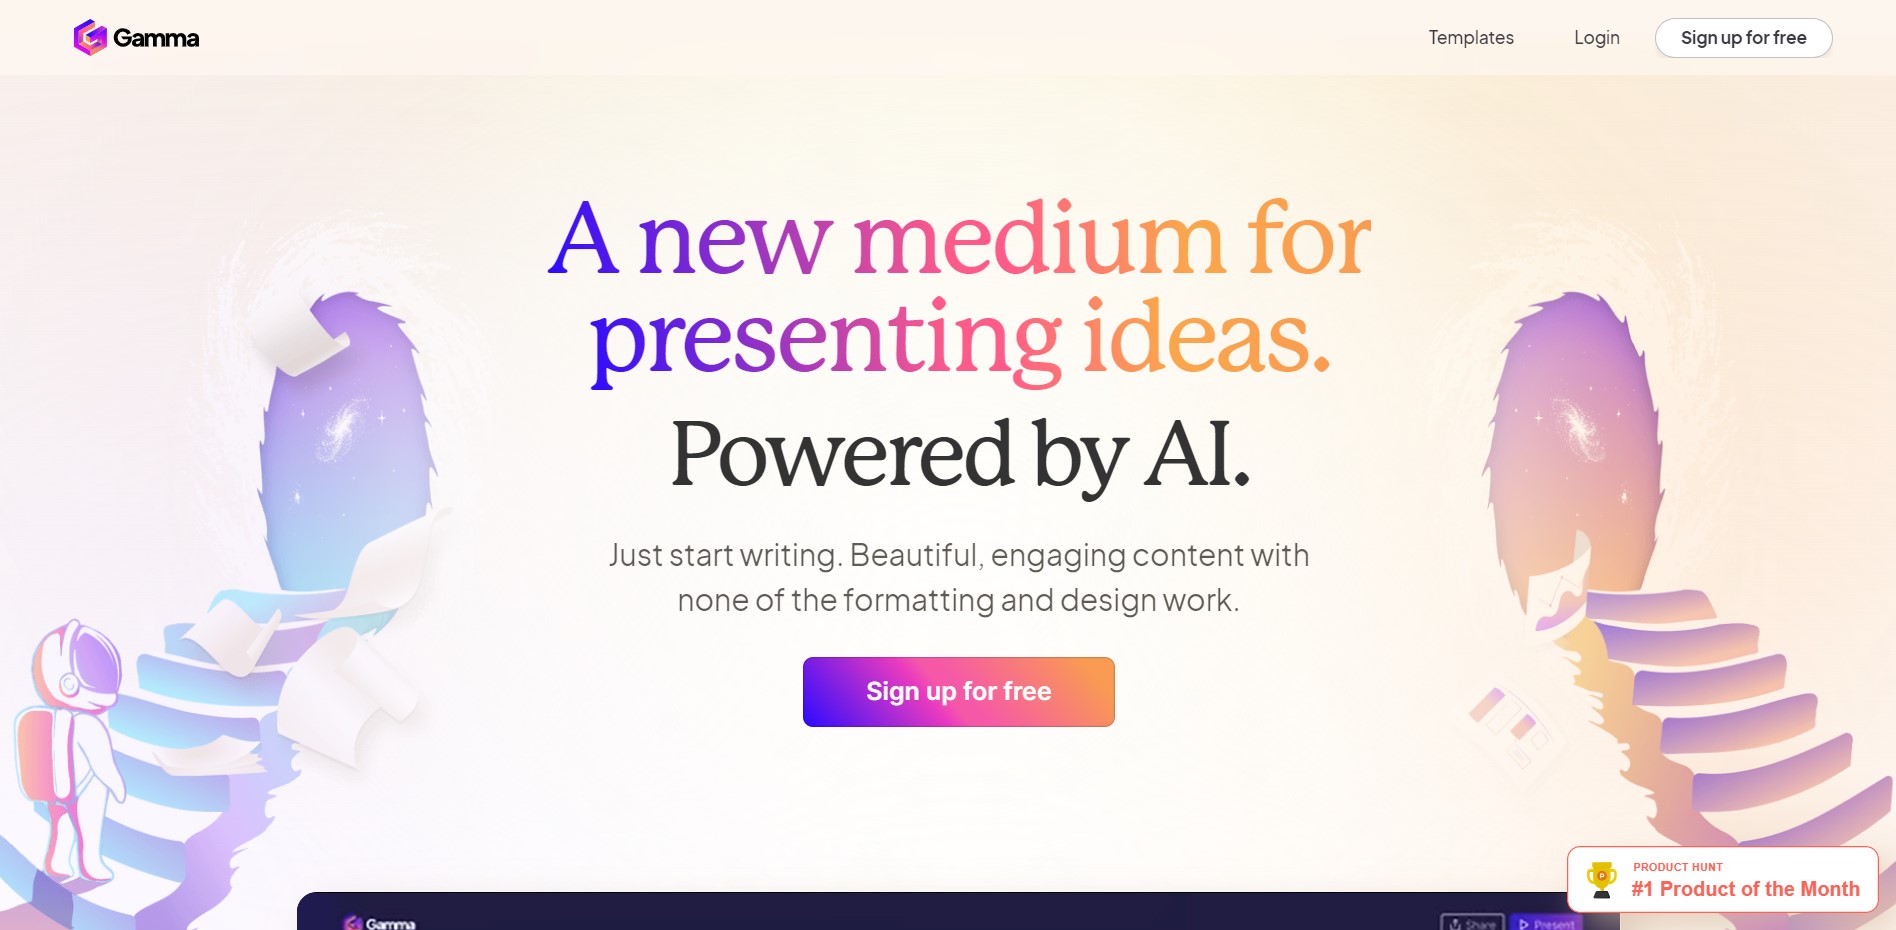 Gamma
Templates
Login
Sign up for free
A new medium for
presenting ideas.
Powered by AI.
Just start writing. Beautiful, engaging content with
none of the formatting and design work.
Sign up for free
P
PRODUCT HUNT
#1 Product of the Month
Gamma
Share
Present